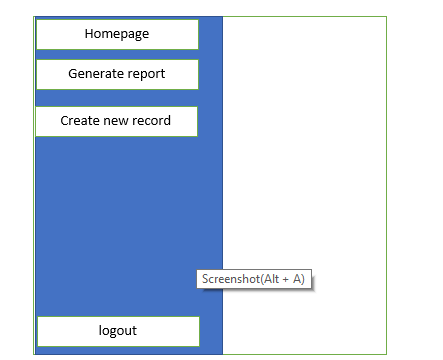 Homepage
Generate report
Create new record
Screenshot(Alt + A)
logout